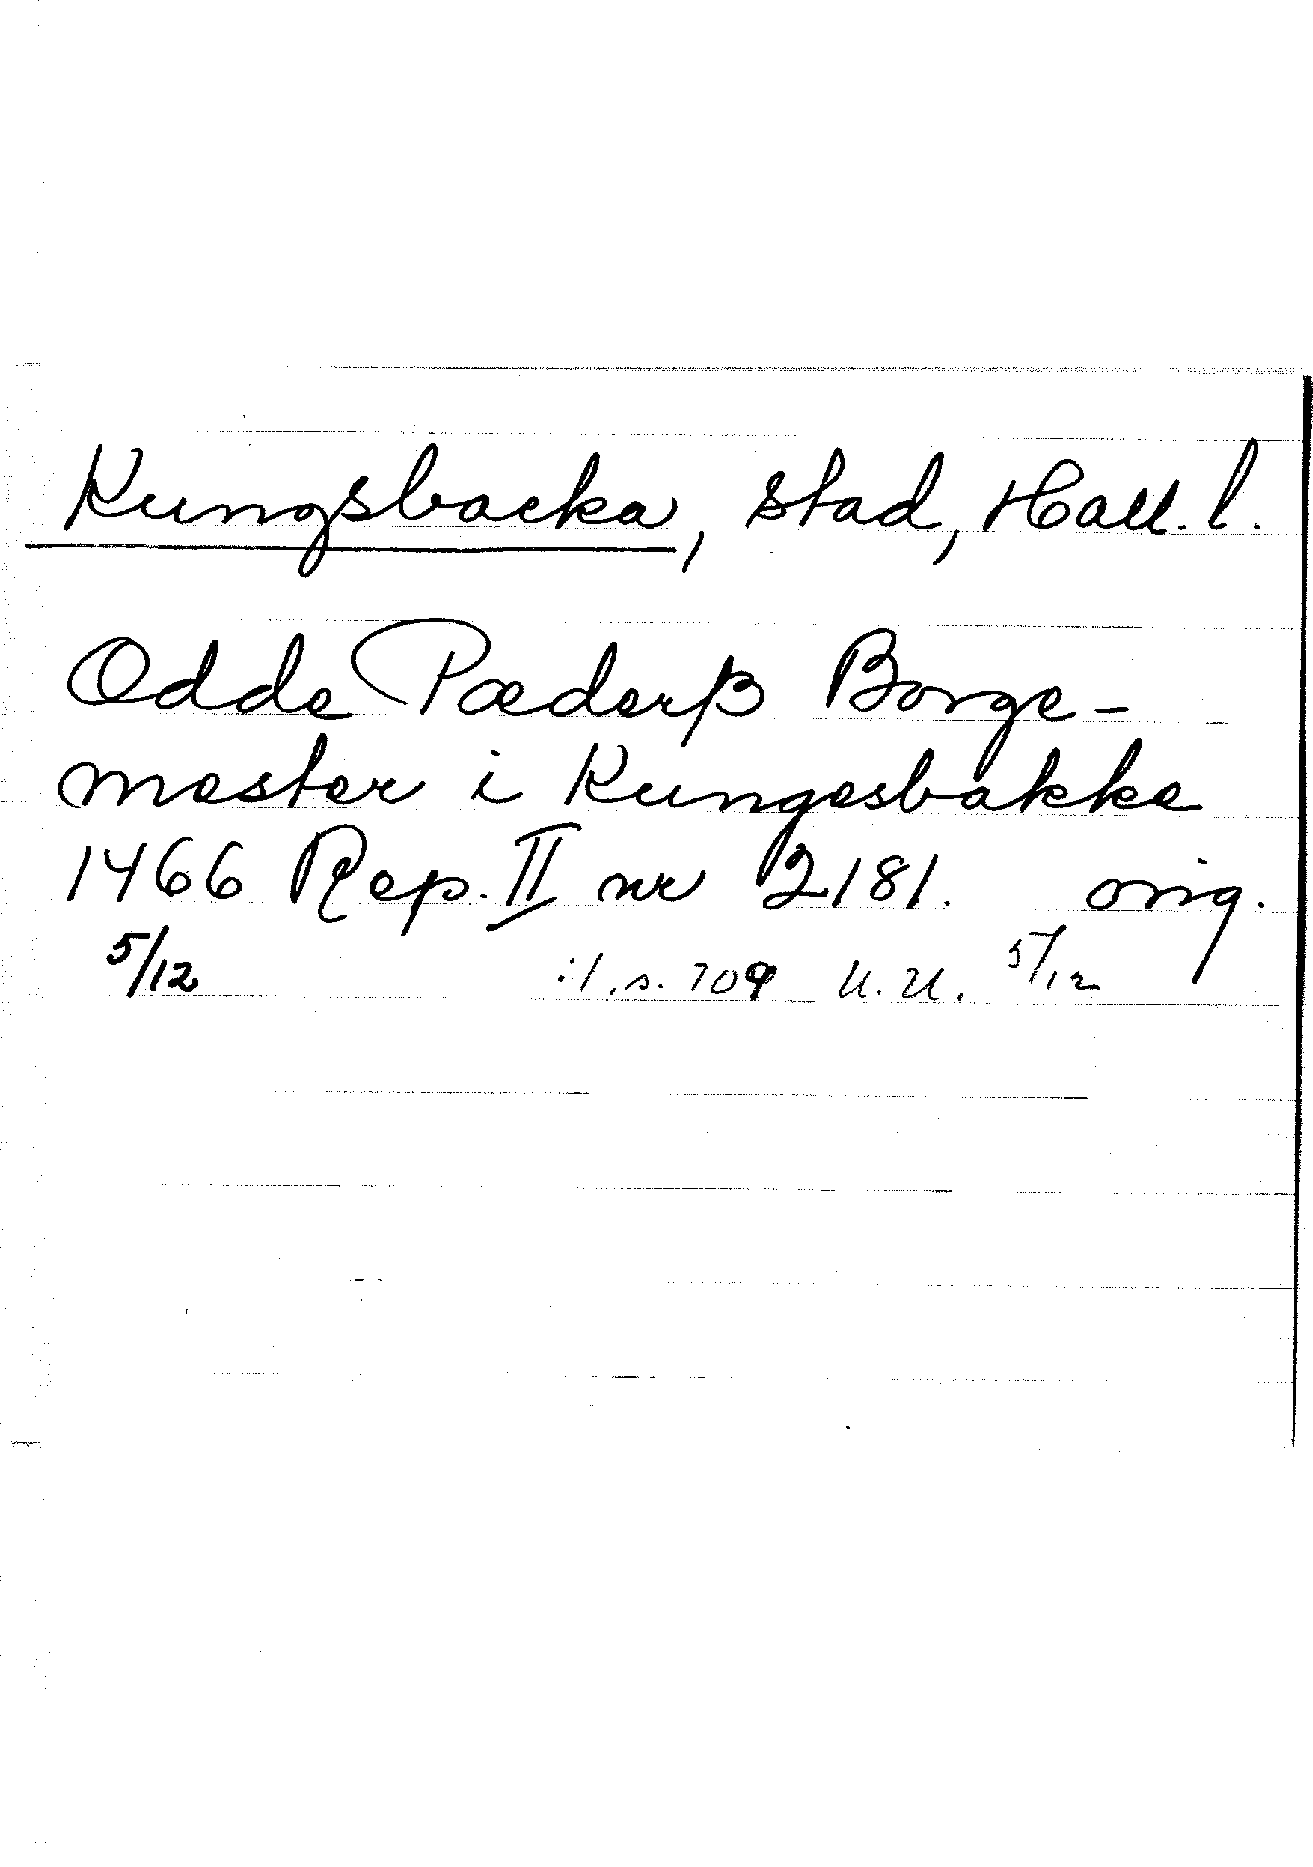 Kungsbacka, stad, Hall. l.
Odde Pæderß Borge-
mester i Kungesbakke
1466 Rep. II nr 2181. orig.
5/12 :1. s. 709 U. U. 5/12